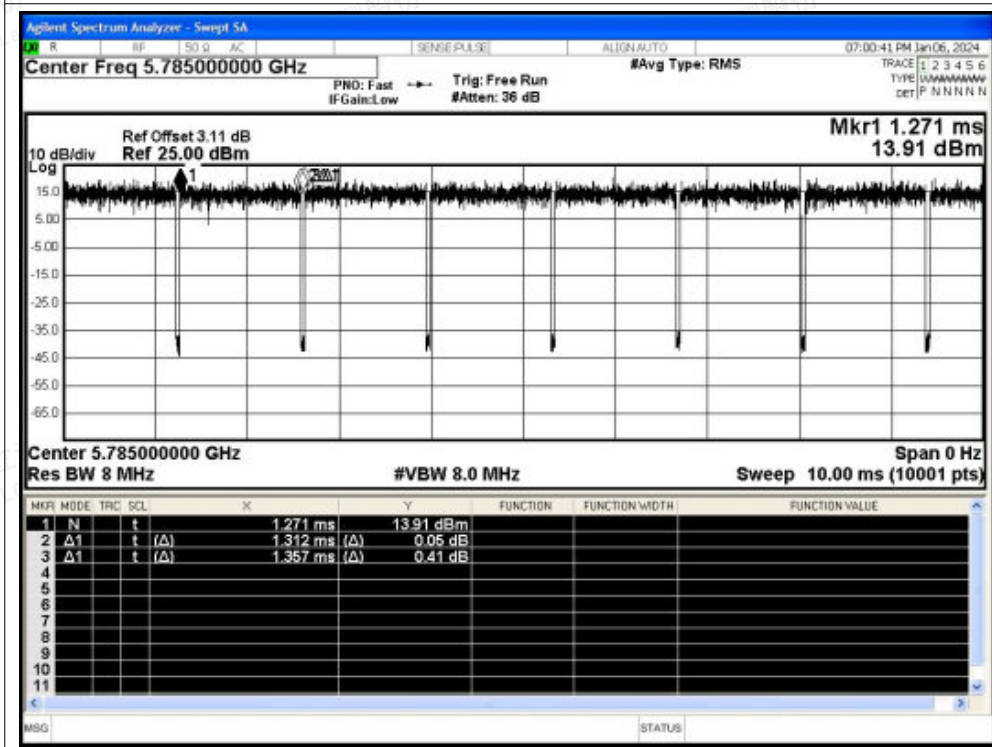 Agilent Spectrum Analyzer - Swept SA
R RF 50 Ω AC SENSE:PULSE ALIGN AUTO 07:00:41 PM Jan 06, 2024
Center Freq 5.785000000 GHz
PNO: Fast
IFGain:Low
Trig: Free Run
#Atten: 36 dB
#Avg Type: RMS
TRACE 1 2 3 4 5 6
TYPE
DET P N N N N N
Mkr1 1.271 ms
13.91 dBm
Ref Offset 3.11 dB
10 dB/div Ref 25.00 dBm
Log
1
15.0
5.00
-5.00
-15.0
-25.0
-35.0
-45.0
-55.0
-65.0
Center 5.785000000 GHz Span 0 Hz
Res BW 8 MHz #VBW 8.0 MHz Sweep 10.00 ms (10001 pts)
MKR MODE TRC SCL X Y FUNCTION FUNCTION WIDTH FUNCTION VALUE
1 N t 1.271 ms 13.91 dBm
2 Δ1 t (Δ) 1.312 ms (Δ) 0.05 dB
3 Δ1 t (Δ) 1.357 ms (Δ) 0.41 dB
4
5
6
7
8
9
10
11
MSG STATUS